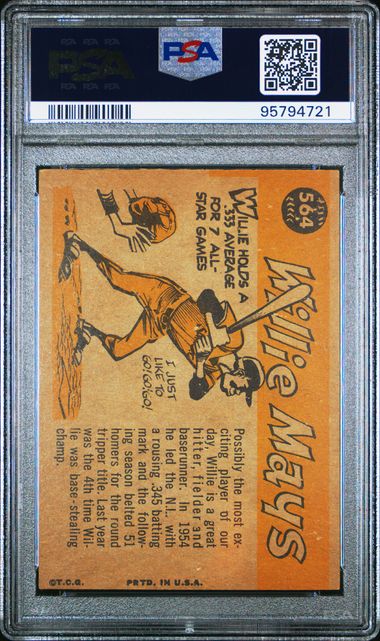 PSA
PSA
95794721
564
Willie Mays
WILLIE HOLDS A
.333 AVERAGE
FOR 7 ALL-
STAR GAMES
I JUST
LIKE TO
GO! GO! GO!
Possibly the most ex-
citing player of our
day, Willie is a great
hitter, fielder and
baserunner. In 1954
he led the N.L. with
a rousing .345 batting
mark and the follow-
ing season belted 51
homers for the round
tripper title. Last year
was the 4th time Wil-
lie was base-stealing
champ.
©T.C.G.
PRTD. IN U.S.A.
PSA